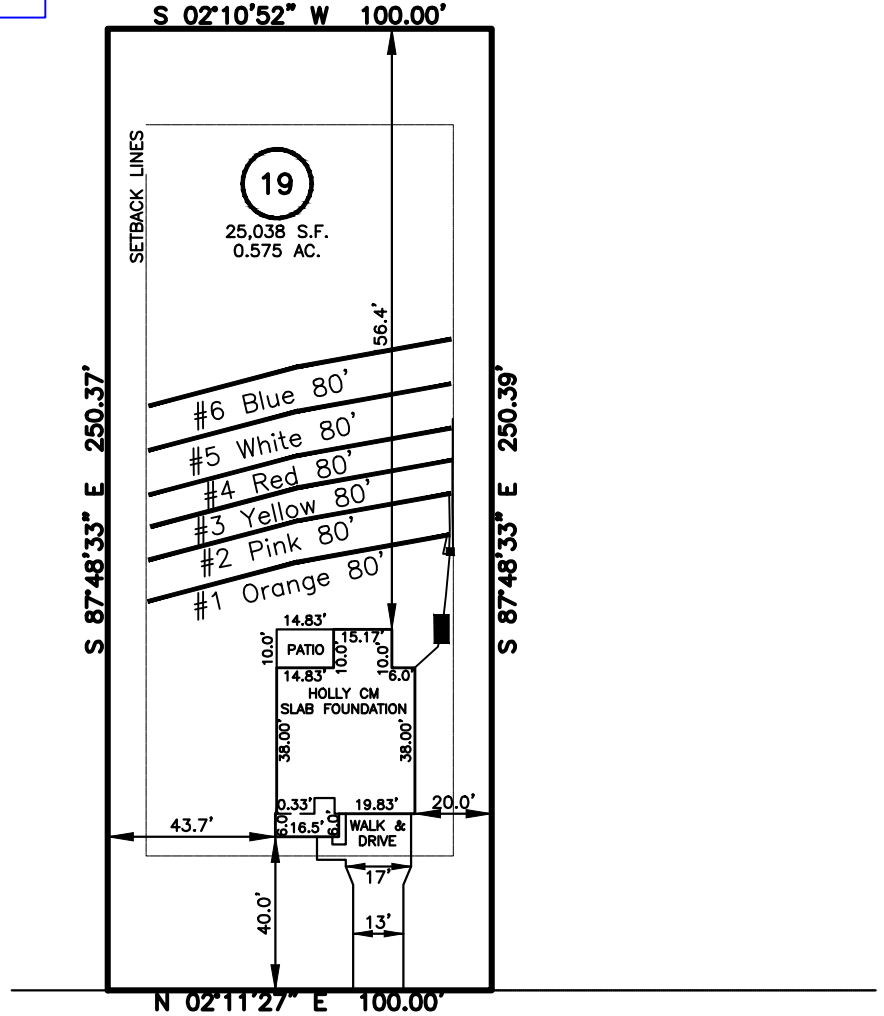 S 02°10'52" W 100.00'
SETBACK LINES
19
25,038 S.F.
0.575 AC.
56.4'
S 87°48'33" E 250.37'
S 87°48'33" E 250.39'
#6 Blue 80'
#5 White 80'
#4 Red 80'
#3 Yellow 80'
#2 Pink 80'
#1 Orange 80'
14.83'
15.17'
10.0'
PATIO
10.0'
10.0'
14.83'
6.0'
HOLLY CM
SLAB FOUNDATION
38.00'
38.00'
0.33'
19.83'
20.0'
6.0'
16.5'
6.0'
WALK &
DRIVE
43.7'
17'
40.0'
13'
N 02°11'27" E 100.00'